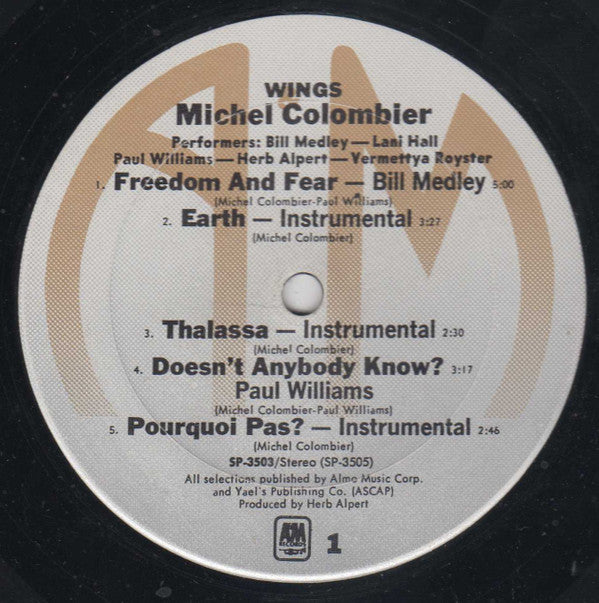 WINGS
Michel Colombier
Performers: Bill Medley—Lani Hall
Paul Williams—Herb Alpert—Vermettya Royster
1. Freedom And Fear — Bill Medley 5:00
(Michel Colombier-Paul Williams)
2. Earth — Instrumental 3:27
(Michel Colombier)
3. Thalassa — Instrumental 2:30
(Michel Colombier)
4. Doesn't Anybody Know? 3:17
Paul Williams
(Michel Colombier-Paul Williams)
5. Pourquoi Pas? — Instrumental 2:46
(Michel Colombier)
SP-3503/Stereo (SP-3505)
All selections published by Almo Music Corp.
and Yael's Publishing Co. (ASCAP)
Produced by Herb Alpert
A&M
RECORDS
1